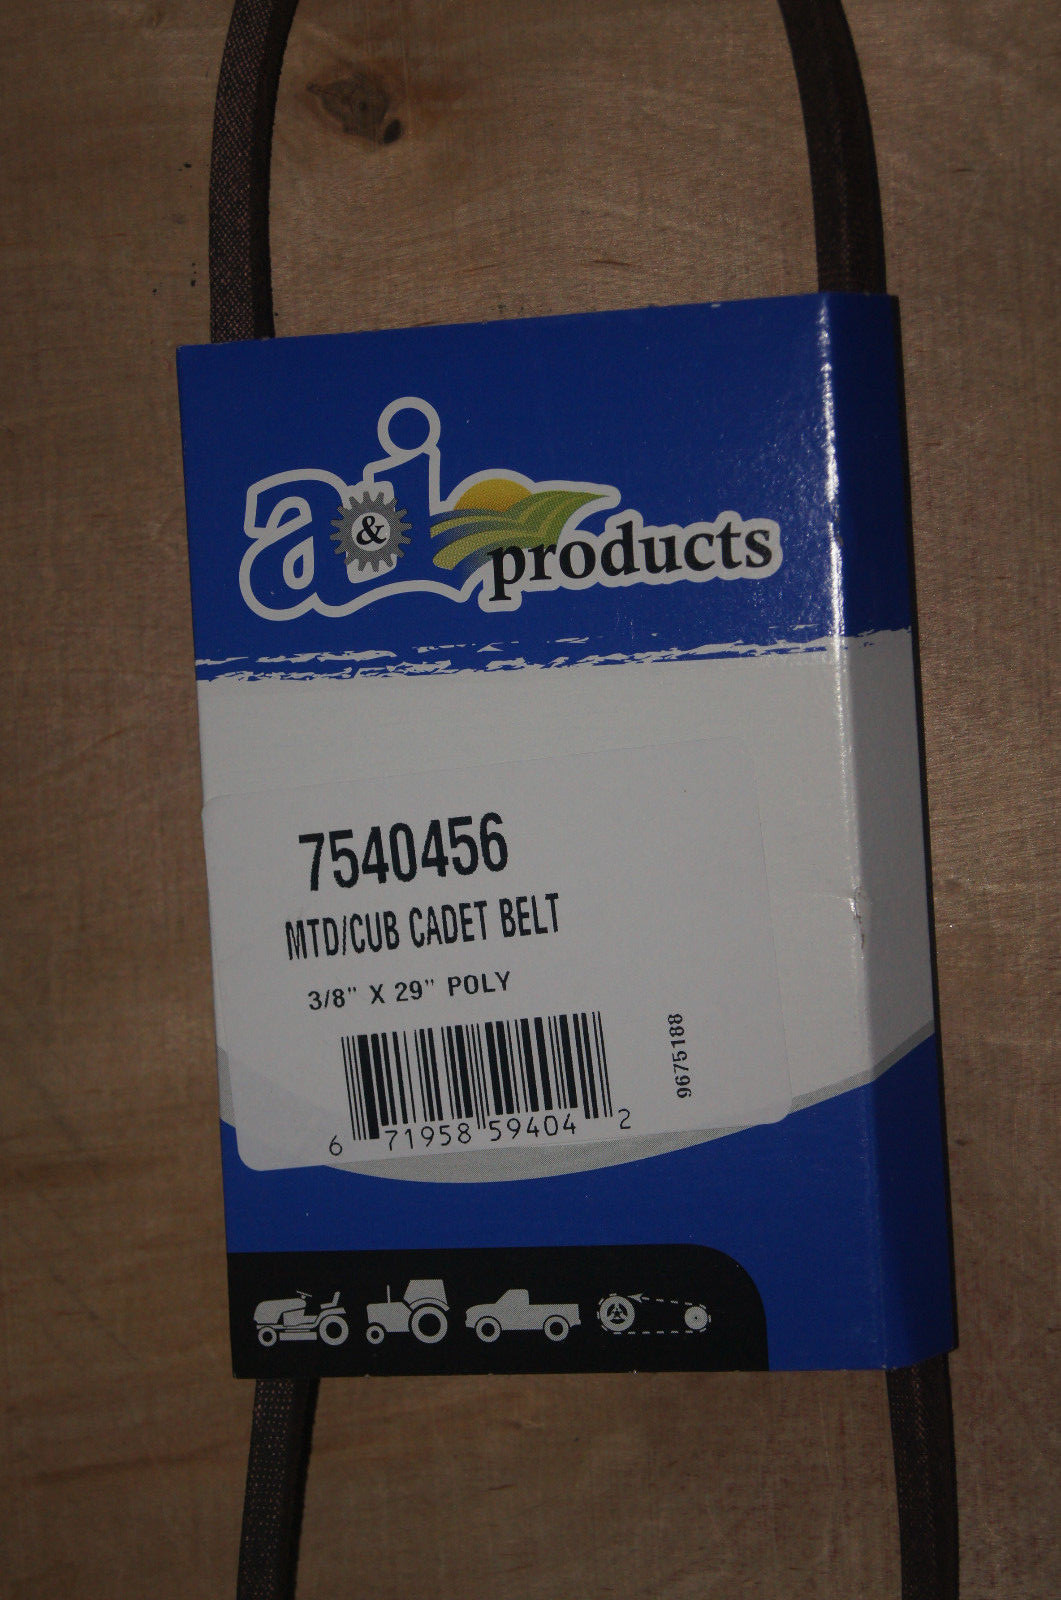 a&i products
7540456
MTD/CUB CADET BELT
3/8" X 29" POLY
6 71958 59404 2
9675188